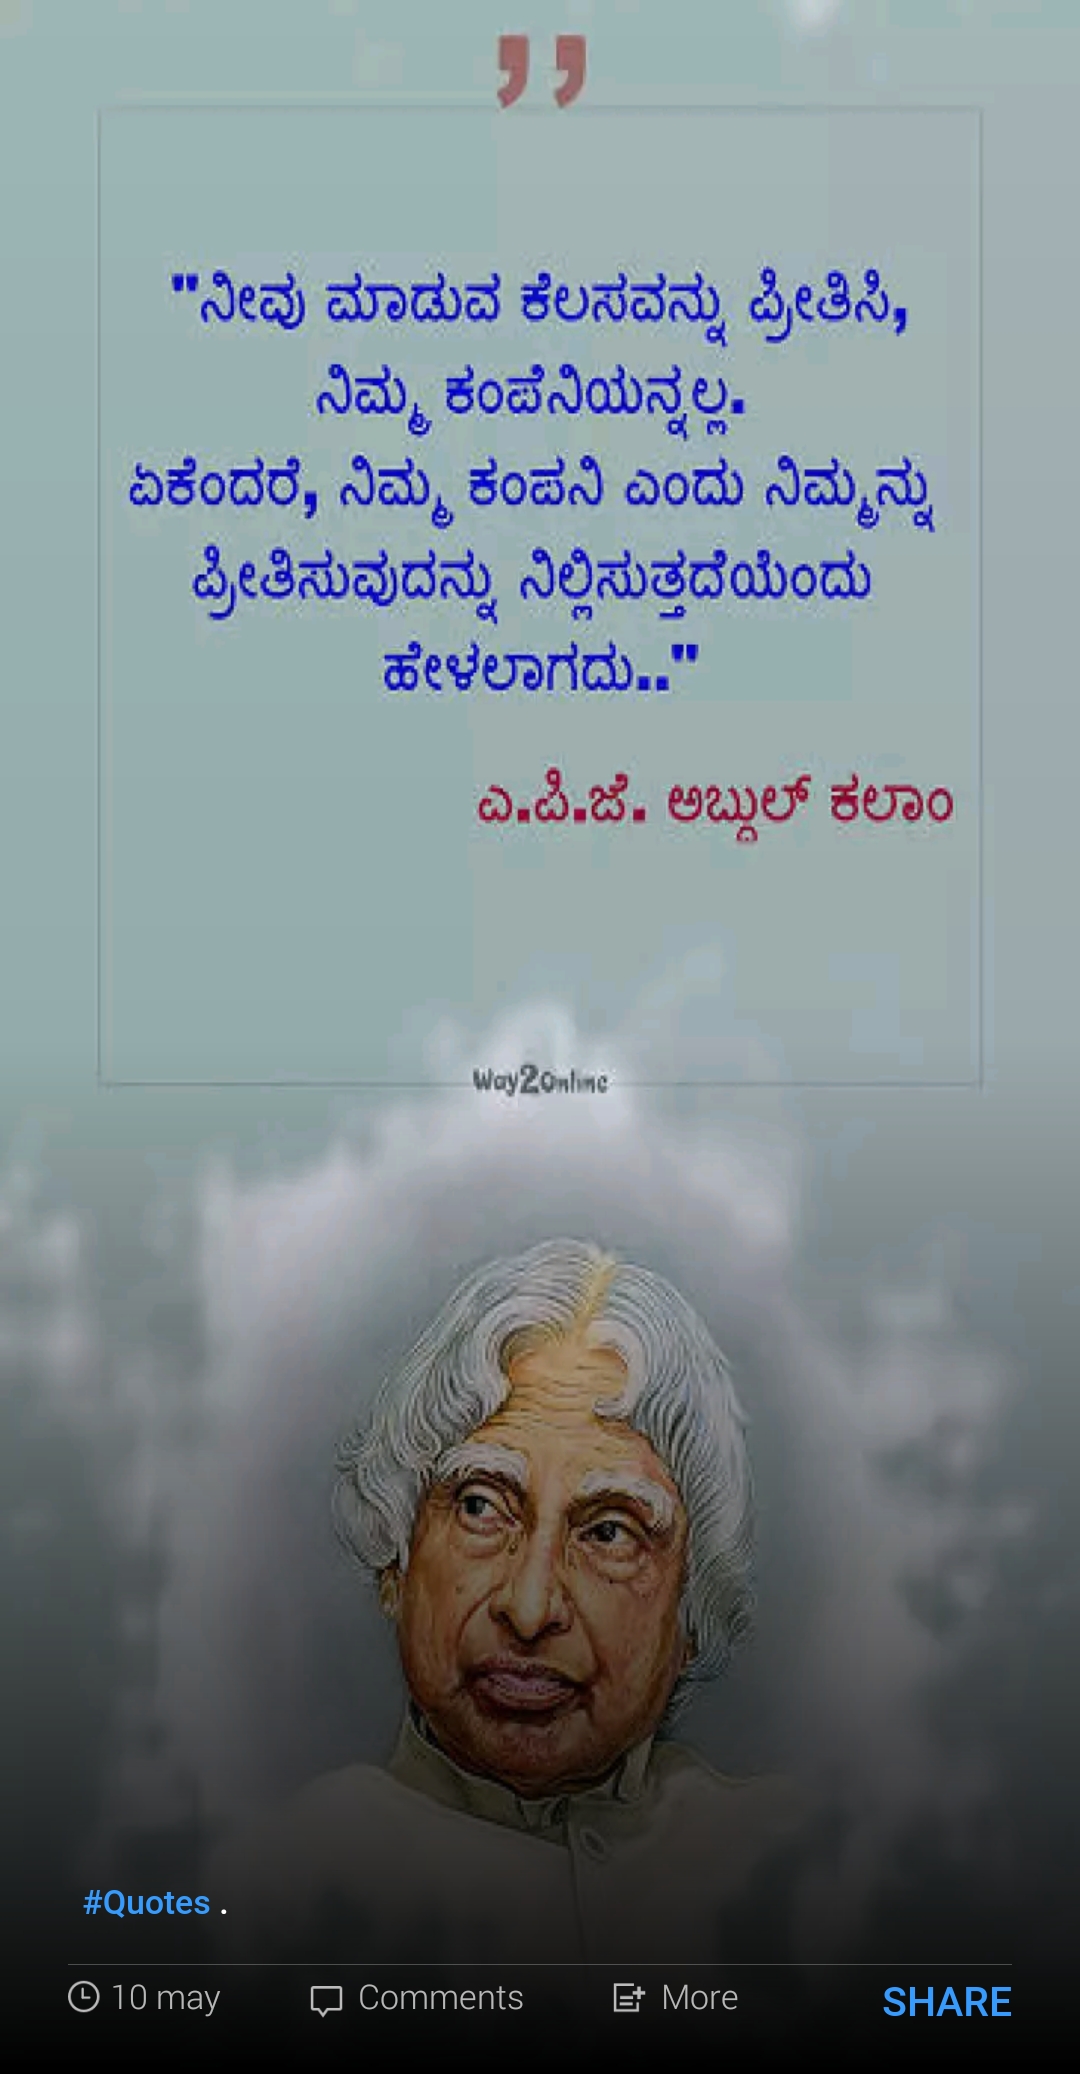 "ನೀವು ಮಾಡುವ ಕೆಲಸವನ್ನು ಪ್ರೀತಿಸಿ,
ನಿಮ್ಮ ಕಂಪೆನಿಯನ್ನಲ್ಲ.
ಏಕೆಂದರೆ, ನಿಮ್ಮ ಕಂಪನಿ ಎಂದು ನಿಮ್ಮನ್ನು
ಪ್ರೀತಿಸುವುದನ್ನು ನಿಲ್ಲಿಸುತ್ತದೆಯೆಂದು
ಹೇಳಲಾಗದು.."
ಎ.ಪಿ.ಜೆ. ಅಬ್ದುಲ್ ಕಲಾಂ
Way2Online
#Quotes .
10 may Comments More SHARE